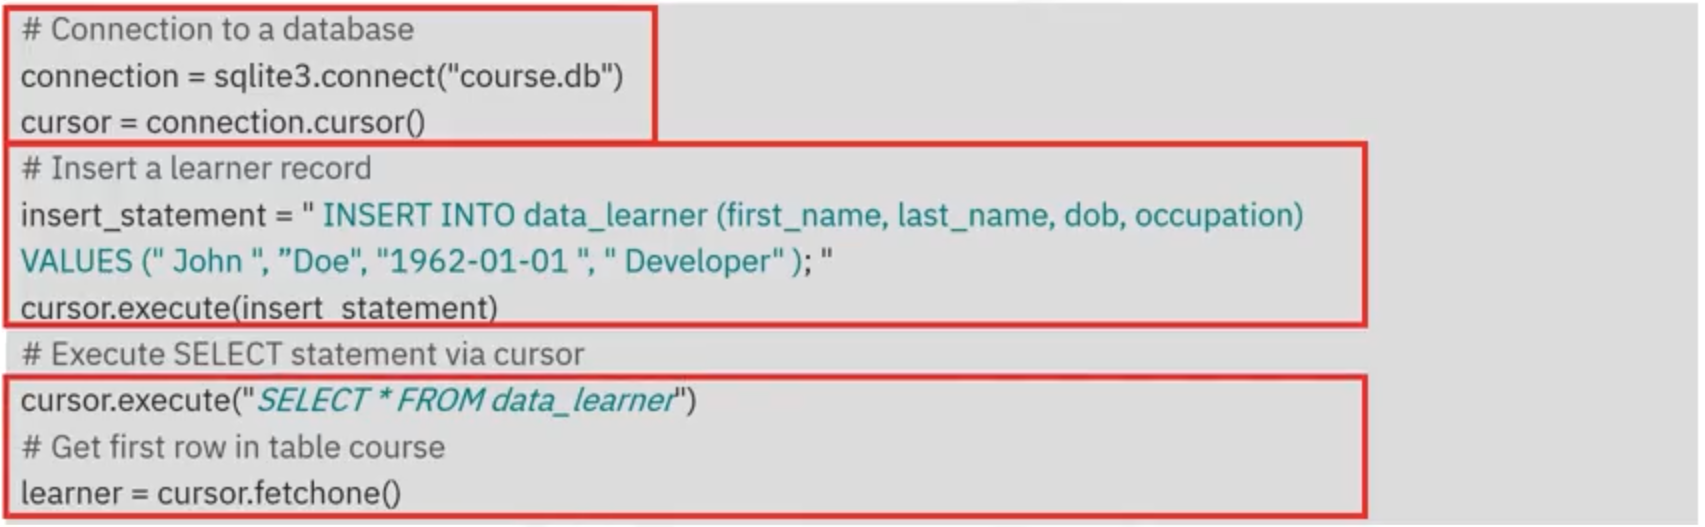 # Connection to a database
connection = sqlite3.connect("course.db")
cursor = connection.cursor()
# Insert a learner record
insert_statement = " INSERT INTO data_learner (first_name, last_name, dob, occupation)
VALUES (" John ", ”Doe", "1962-01-01 ", " Developer" ); "
cursor.execute(insert_statement)
# Execute SELECT statement via cursor
cursor.execute("SELECT * FROM data_learner")
# Get first row in table course
learner = cursor.fetchone()